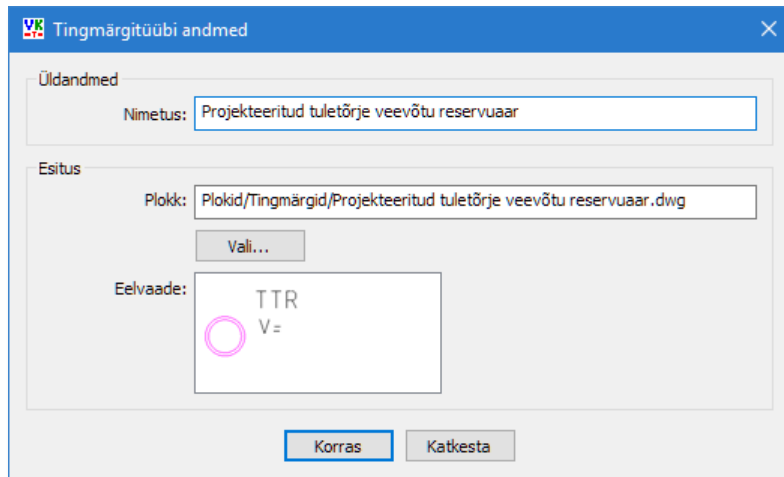 VK
T
Tingmärgitüübi andmed
Üldandmed
Nimetus: Projekteeritud tuletõrje veevõtu reservuaar
Esitus
Plokk: Plokid/Tingmärgid/Projekteeritud tuletõrje veevõtu reservuaar.dwg
Vali...
Eelvaade:
TTR
V=
Korras Katkesta